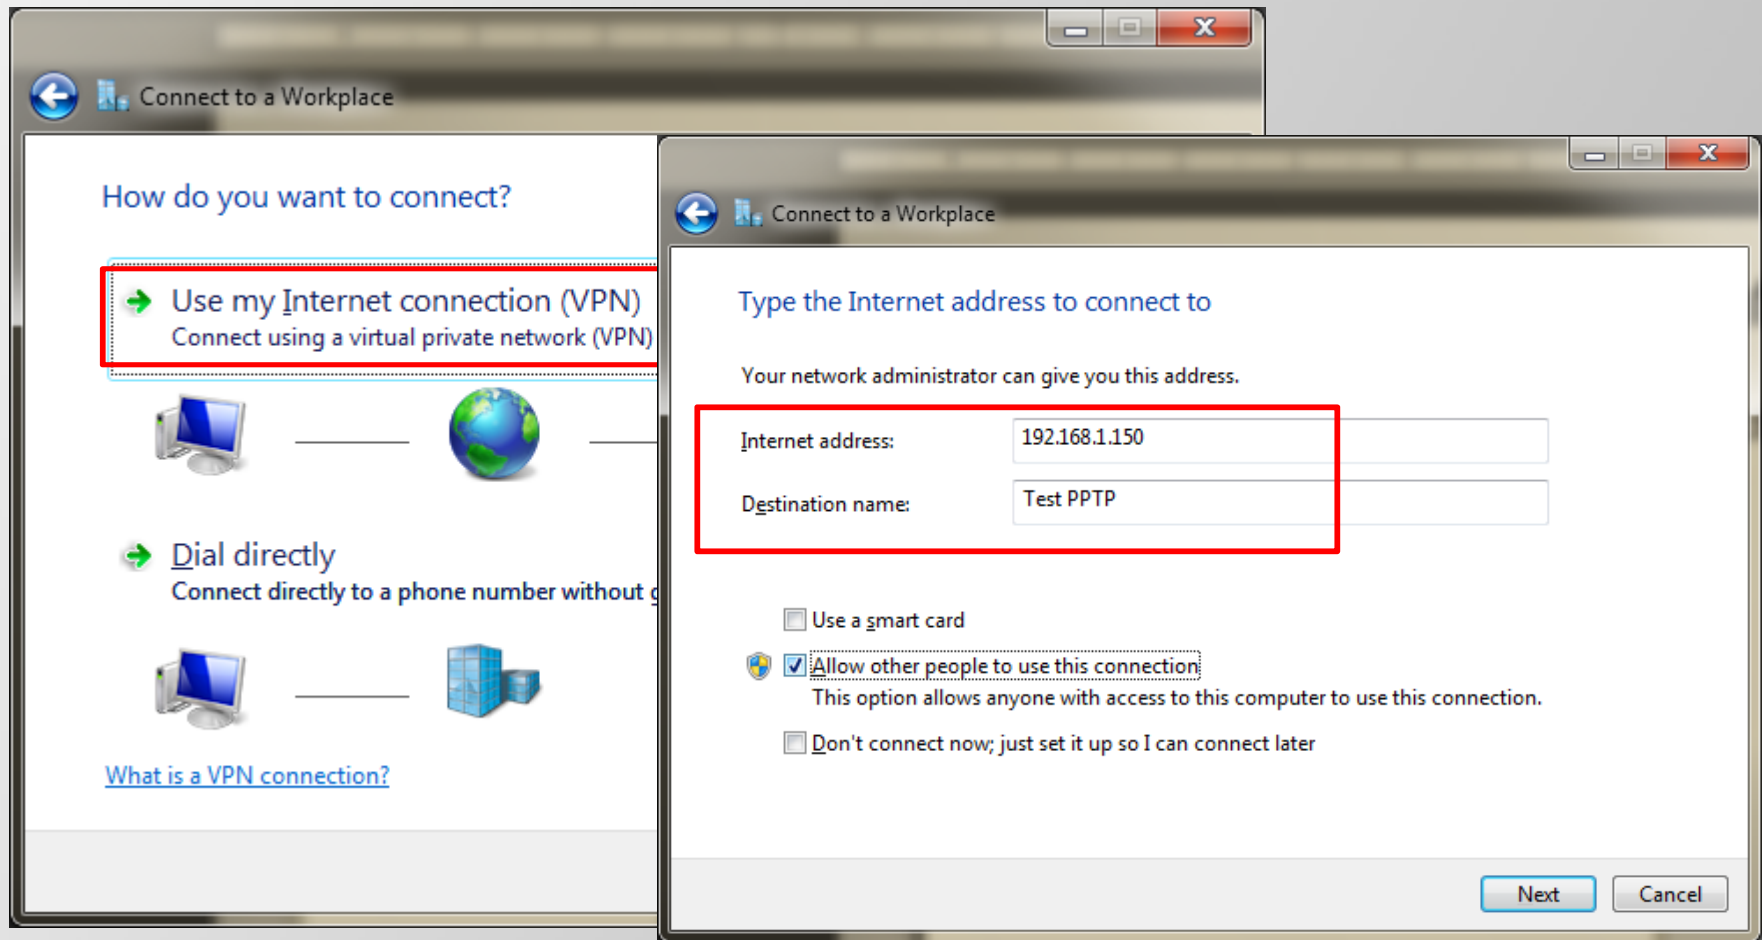 Connect to a Workplace
How do you want to connect?
Use my Internet connection (VPN)
Connect using a virtual private network (VPN)
Dial directly
Connect directly to a phone number without
What is a VPN connection?
Connect to a Workplace
Type the Internet address to connect to
Your network administrator can give you this address.
Internet address:
192.168.1.150
Destination name:
Test PPTP
Use a smart card
Allow other people to use this connection
This option allows anyone with access to this computer to use this connection.
Don't connect now; just set it up so I can connect later
Next
Cancel